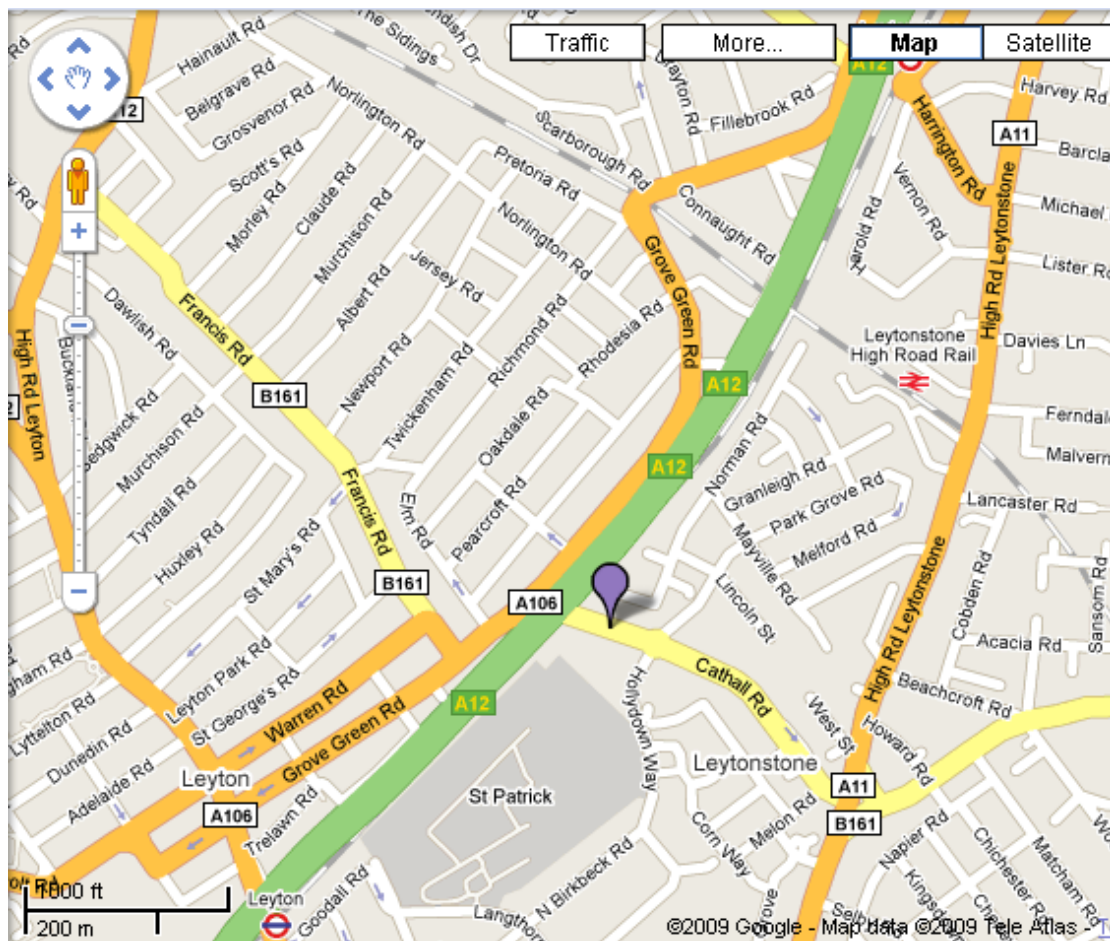 Traffic
More...
Map
Satellite
Hainault Rd
The Sidings
A12
Harvey Rd
Belgrave Rd
Norlington Rd
Scarborough Rd
Fillebrook Rd
A11
Grosvenor Rd
Harrington Rd
Scott's Rd
Pretoria Rd
Vernon Rd
Morley Rd
Claude Rd
Connaught Rd
Norlington Rd
Murchison Rd
High Rd Leytonstone
Lister Rd
Grove Green Rd
Jersey Rd
Albert Rd
Dawlish Rd
Francis Rd
Richmond Rd
Rhodesia Rd
Leytonstone
High Road Rail
Davies Ln
High Rd Leyton
Newport Rd
A12
B161
Twickenham Rd
Sedgwick Rd
Oakdale Rd
Norman Rd
Murchison Rd
A12
Granleigh Rd
Tyndall Rd
Francis Rd
Elm Rd
Park Grove Rd
Lancaster Rd
Pearcroft Rd
Melford Rd
Huxley Rd
St Mary's Rd
Mayville Rd
B161
A106
Lincoln St
Cobden Rd
Sansom Rd
High Rd Leytonstone
Acacia Rd
Leyton Park Rd
Cathall Rd
Hollydown Way
Beachcroft Rd
St George's Rd
Warren Rd
A12
Lyttelton Rd
West St
Howard Rd
Dunedin Rd
Grove Green Rd
Leyton
Leytonstone
Adelaide Rd
St Patrick
A11
A106
Trelawn Rd
Corn Way
Melon Rd
B161
Napier Rd
Chichester Rd
Matcham Rd
N Birkbeck Rd
1000 ft
Leyton
Goodall Rd
200 m
©2009 Google - Map data ©2009 Tele Atlas -